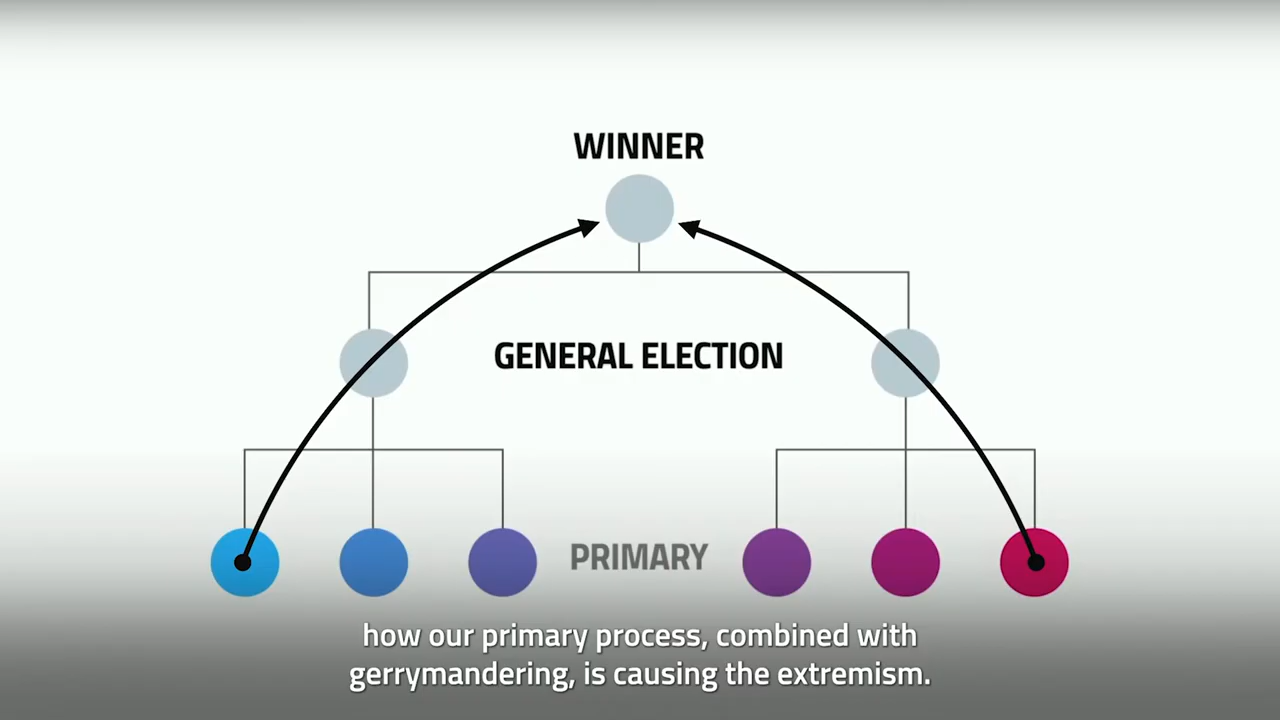 WINNER
GENERAL ELECTION
PRIMARY
how our primary process, combined with
gerrymandering, is causing the extremism.